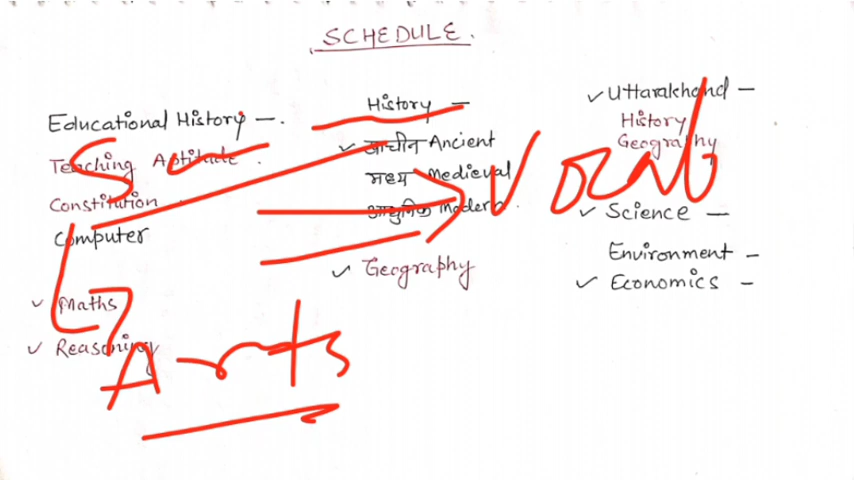 SCHEDULE.
Educational History –.
Teaching Aptitude.
Constitution
Computer
✓ Maths
✓ Reasoning
History –
✓ प्राचीन Ancient
मध्य Medieval
आधुनिक Modern.
✓ Geography
✓ Uttarakhand –
History
Geography
✓ Science –
Environment –
✓ Economics –
Arts